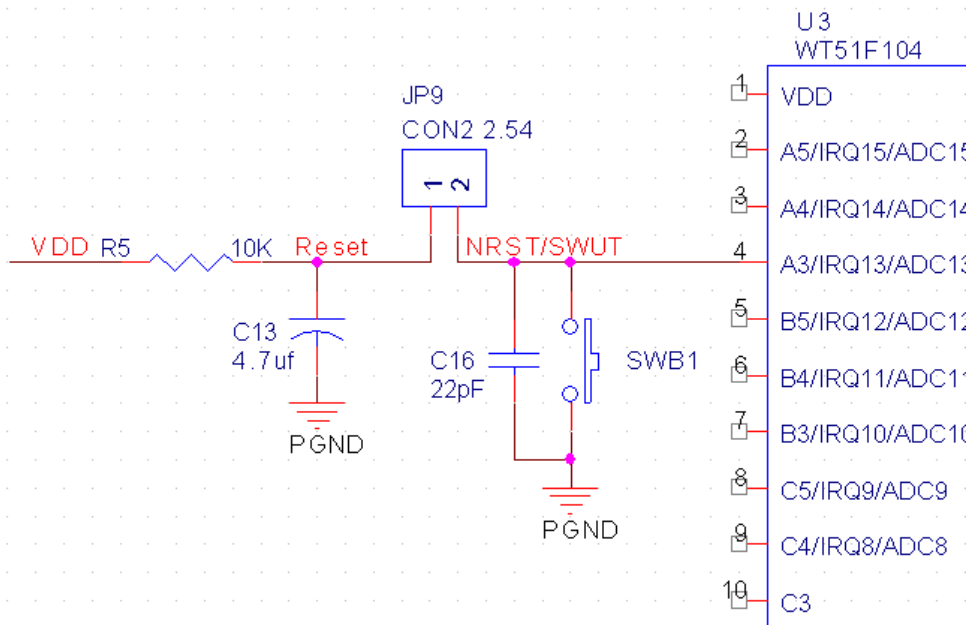 U3
WT51F104
JP9
CON2 2.54
1
2
VDD R5 10K Reset NRST/SWUT
C13
4.7uf
PGND
C16
22pF
SWB1
PGND
1 VDD
2 A5/IRQ15/ADC15
3 A4/IRQ14/ADC14
4 A3/IRQ13/ADC13
5 B5/IRQ12/ADC12
6 B4/IRQ11/ADC11
7 B3/IRQ10/ADC10
8 C5/IRQ9/ADC9
9 C4/IRQ8/ADC8
10 C3